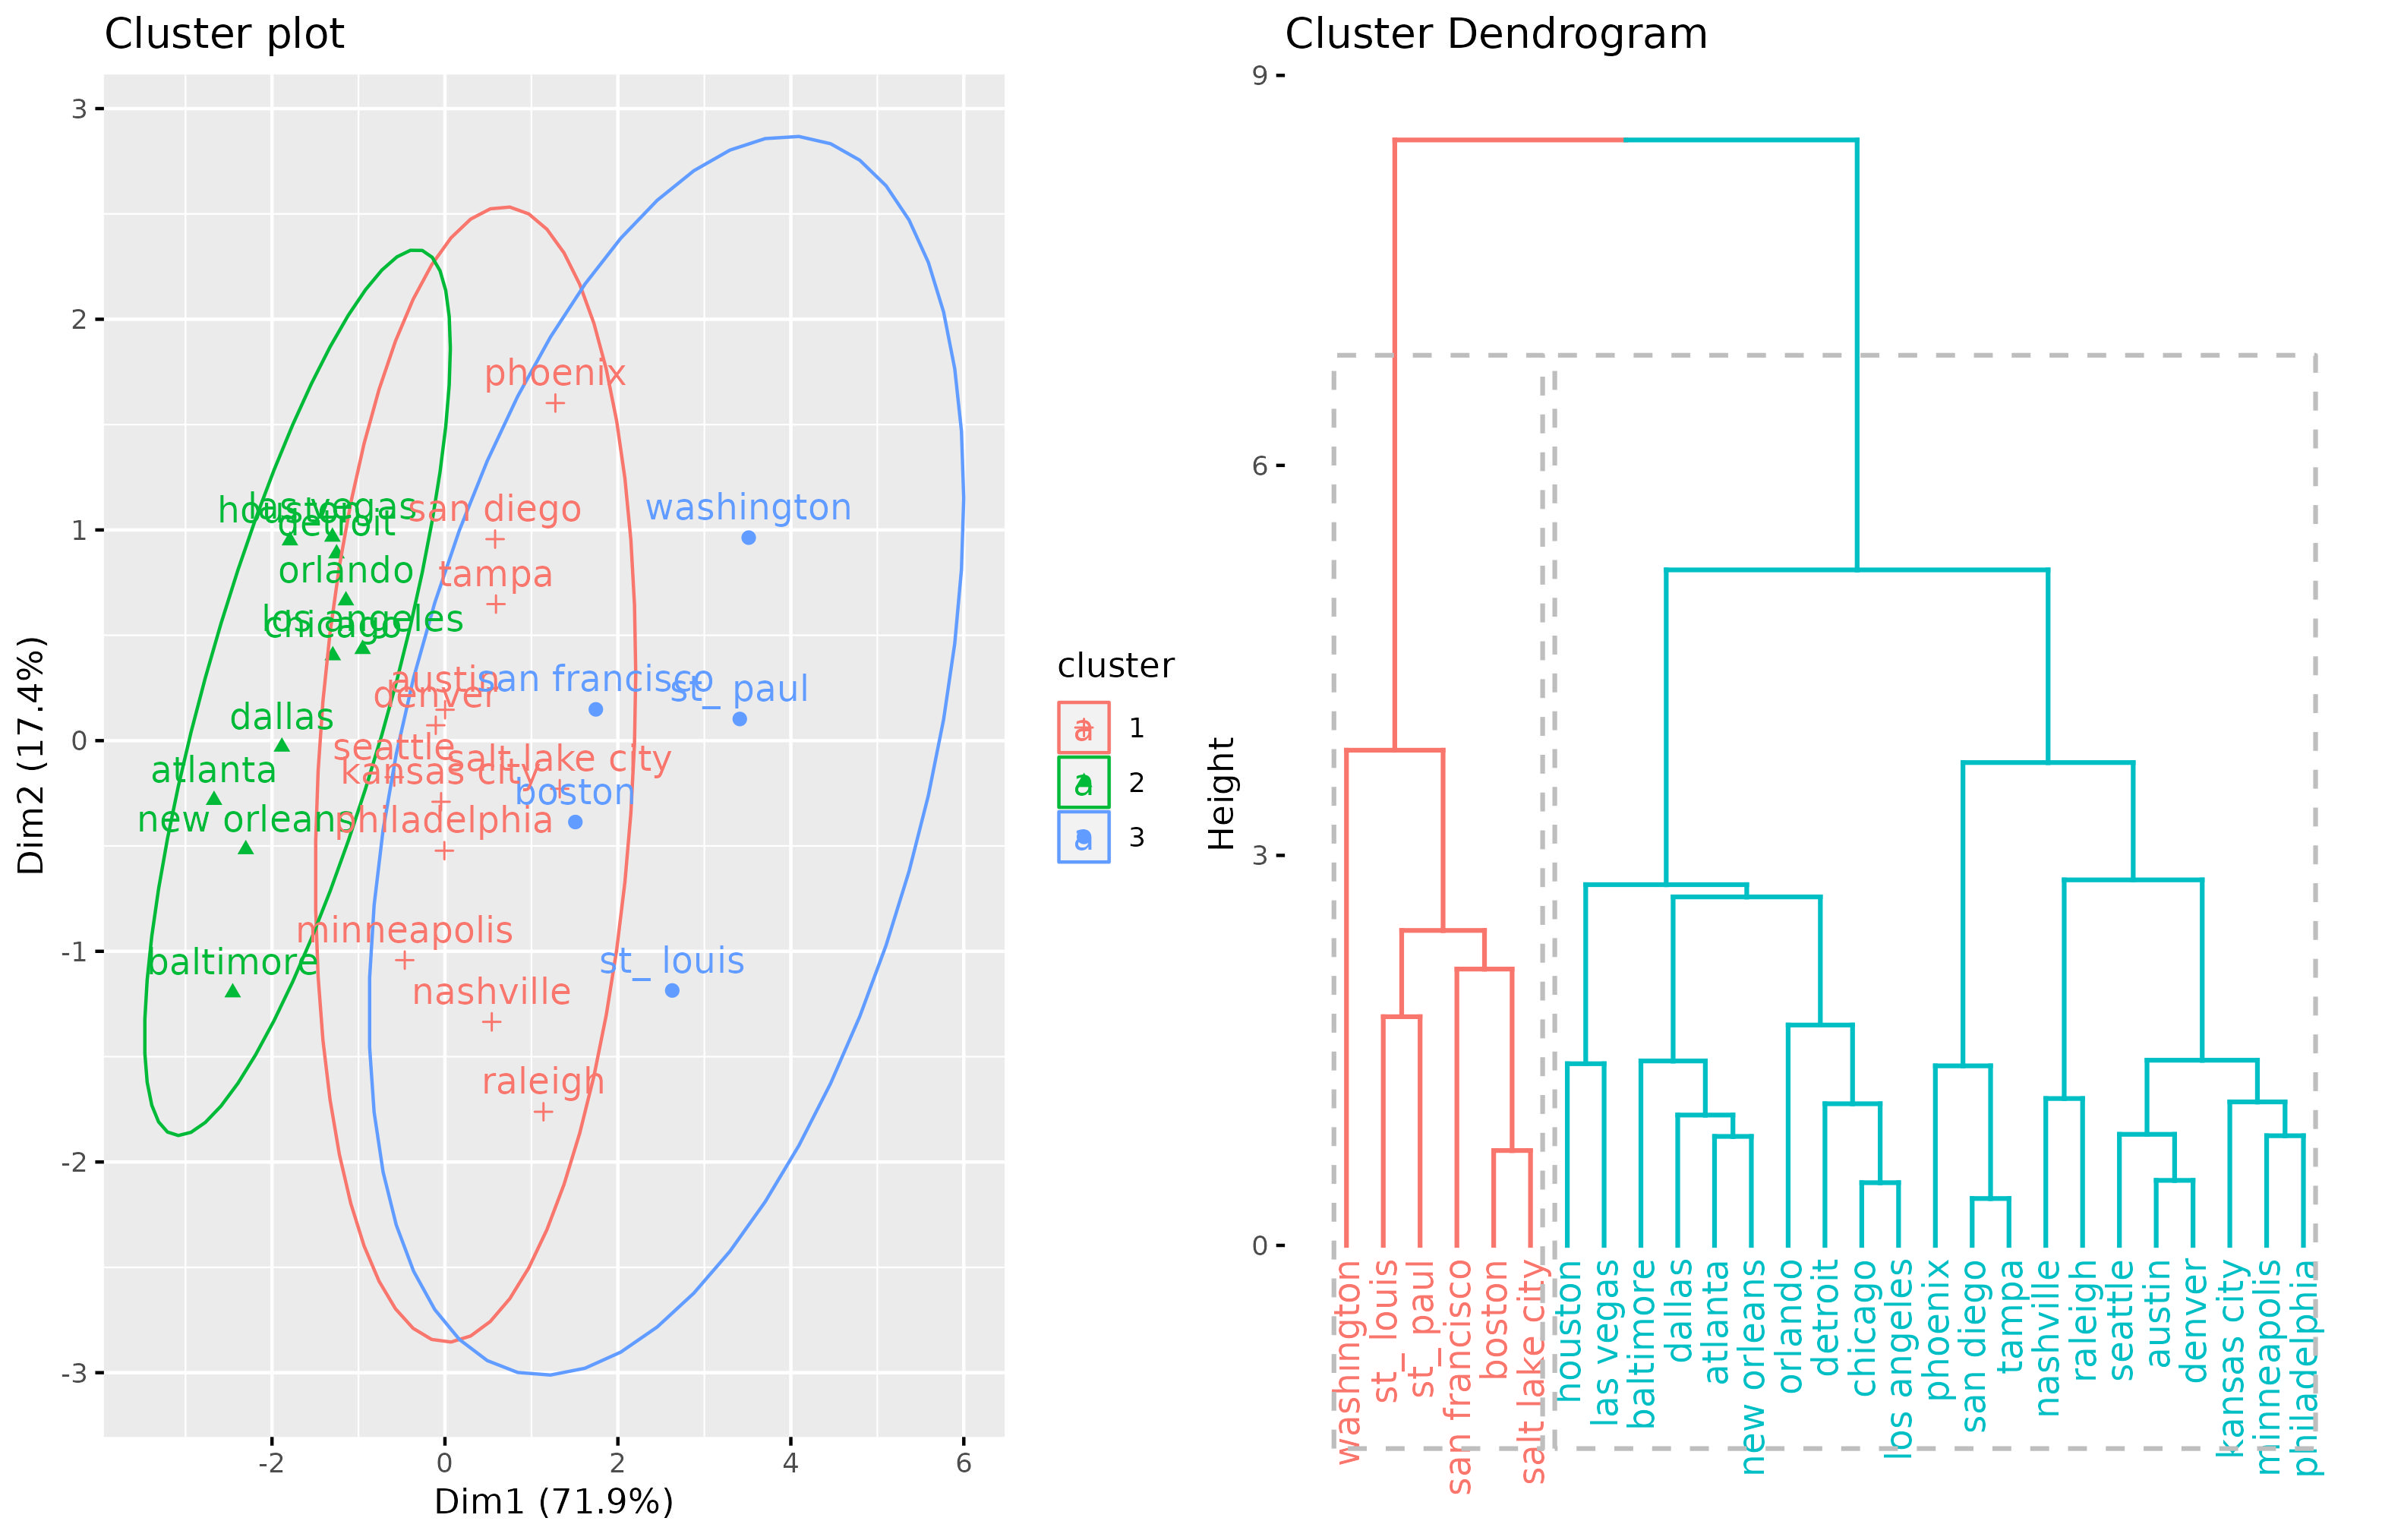 Cluster plot
3
2
1
0
-1
-2
-3
Dim2 (17.4%)
phoenix
las vegas
houston
san diego
washington
detroit
orlando
tampa
los angeles
chicago
austin
san francisco
st_ paul
denver
dallas
seattle
salt lake city
atlanta
kansas city
boston
new orleans
philadelphia
minneapolis
baltimore
st_ louis
nashville
raleigh
-2
0
2
4
6
Dim1 (71.9%)
cluster
a 1
a 2
a 3
Cluster Dendrogram
9
6
3
0
Height
washington
st_ louis
st_ paul
san francisco
boston
salt lake city
houston
las vegas
baltimore
dallas
atlanta
new orleans
orlando
detroit
chicago
los angeles
phoenix
san diego
tampa
nashville
raleigh
seattle
austin
denver
kansas city
minneapolis
philadelphia